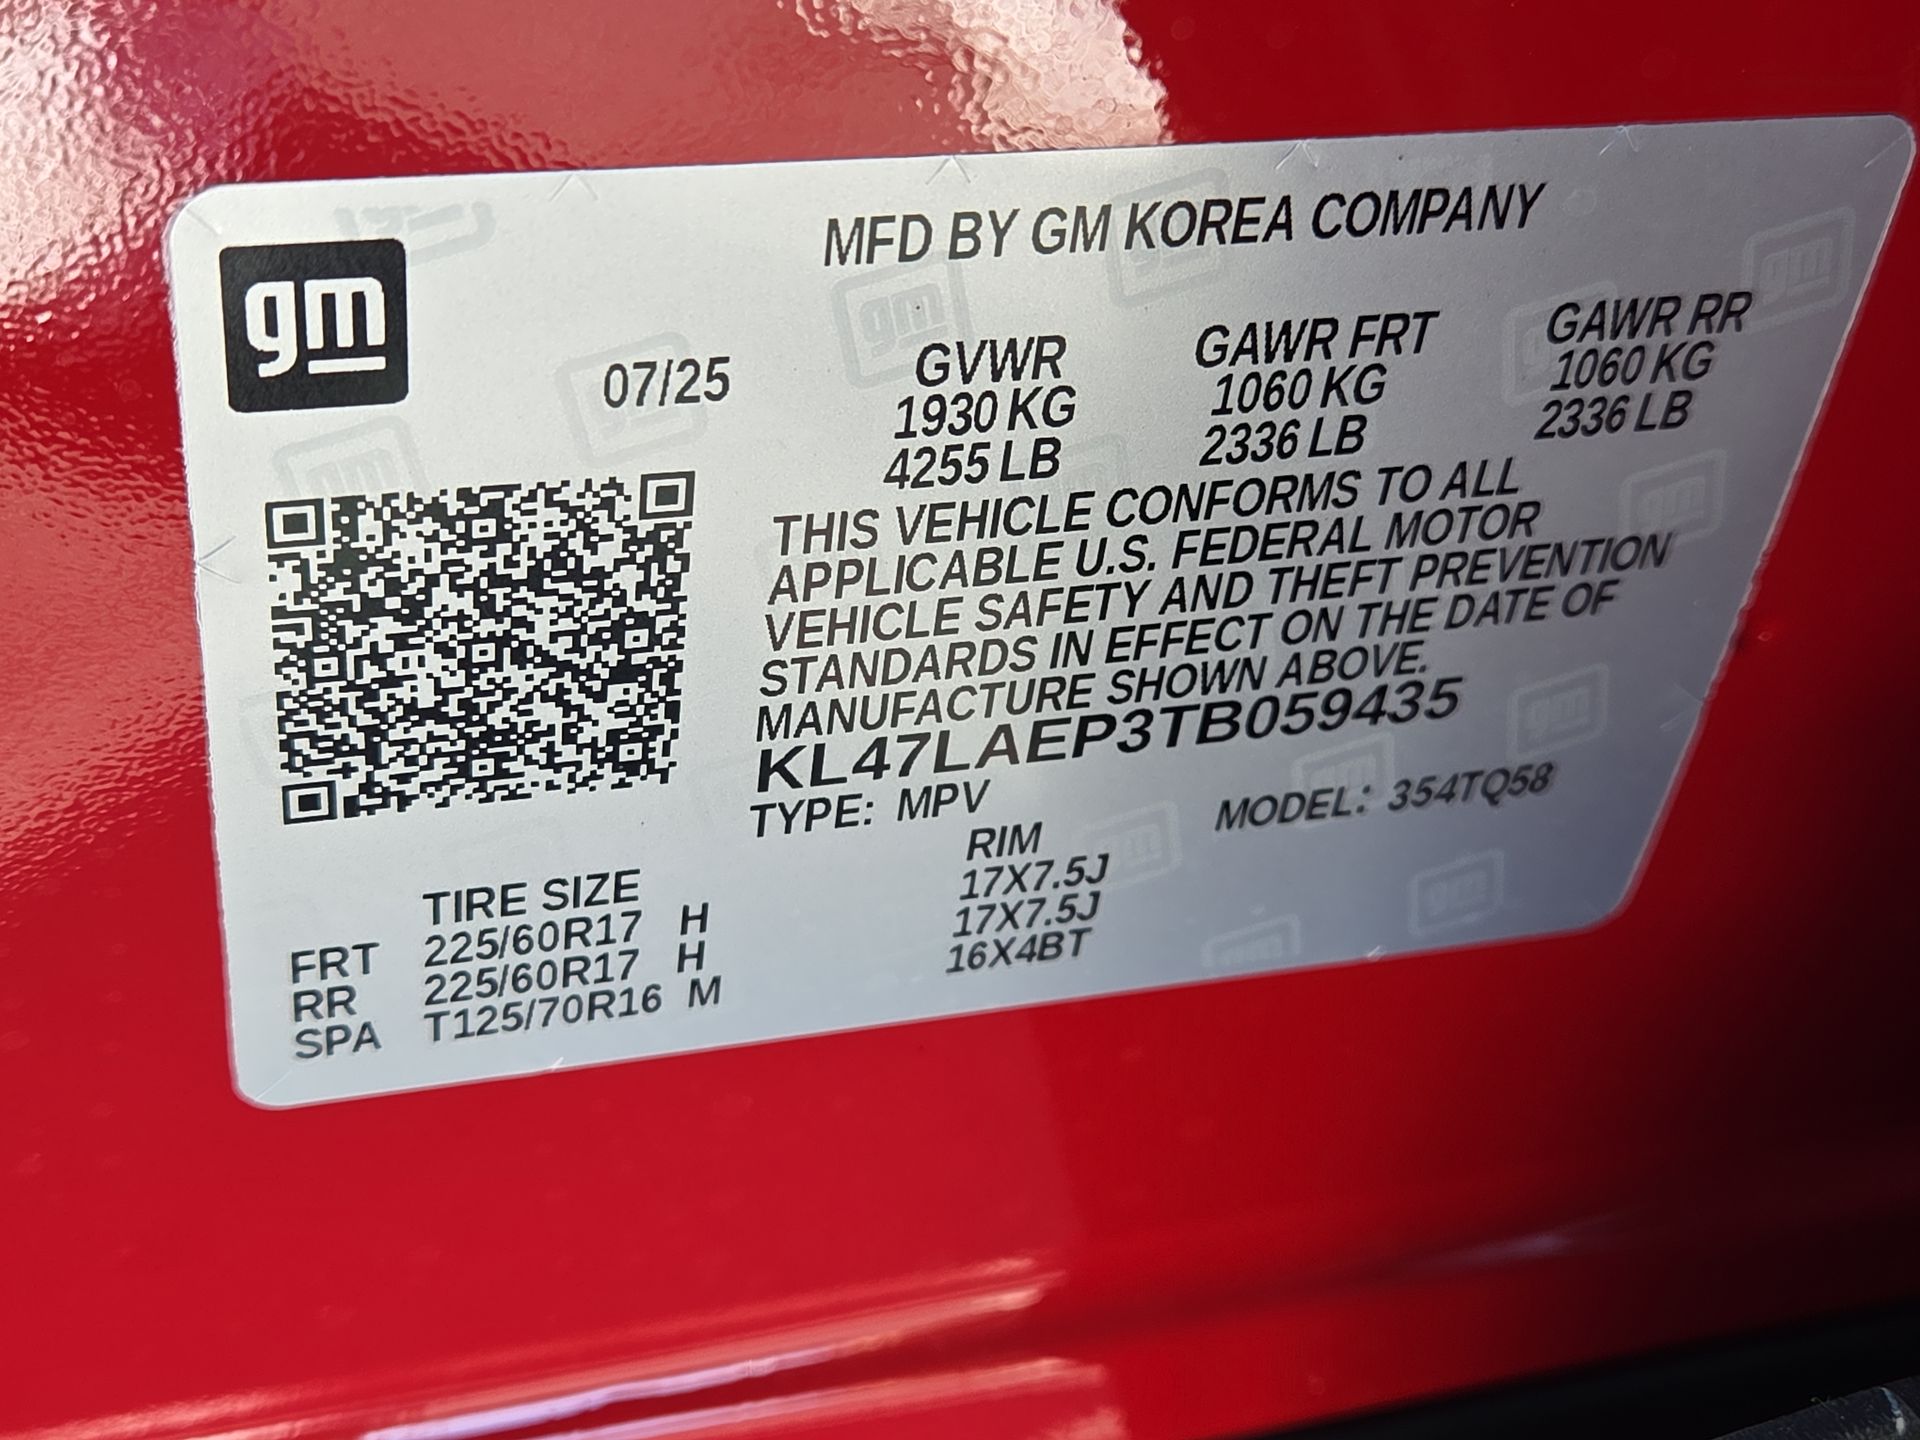 gm
MFD BY GM KOREA COMPANY
07/25
GVWR GAWR FRT GAWR RR
1930 KG 1060 KG 1060 KG
4255 LB 2336 LB 2336 LB
THIS VEHICLE CONFORMS TO ALL
APPLICABLE U.S. FEDERAL MOTOR
VEHICLE SAFETY AND THEFT PREVENTION
STANDARDS IN EFFECT ON THE DATE OF
MANUFACTURE SHOWN ABOVE.
KL47LAEP3TB059435
TYPE: MPV MODEL: 354TQ58
TIRE SIZE RIM
FRT 225/60R17 H 17X7.5J
RR 225/60R17 H 17X7.5J
SPA T125/70R16 M 16X4BT